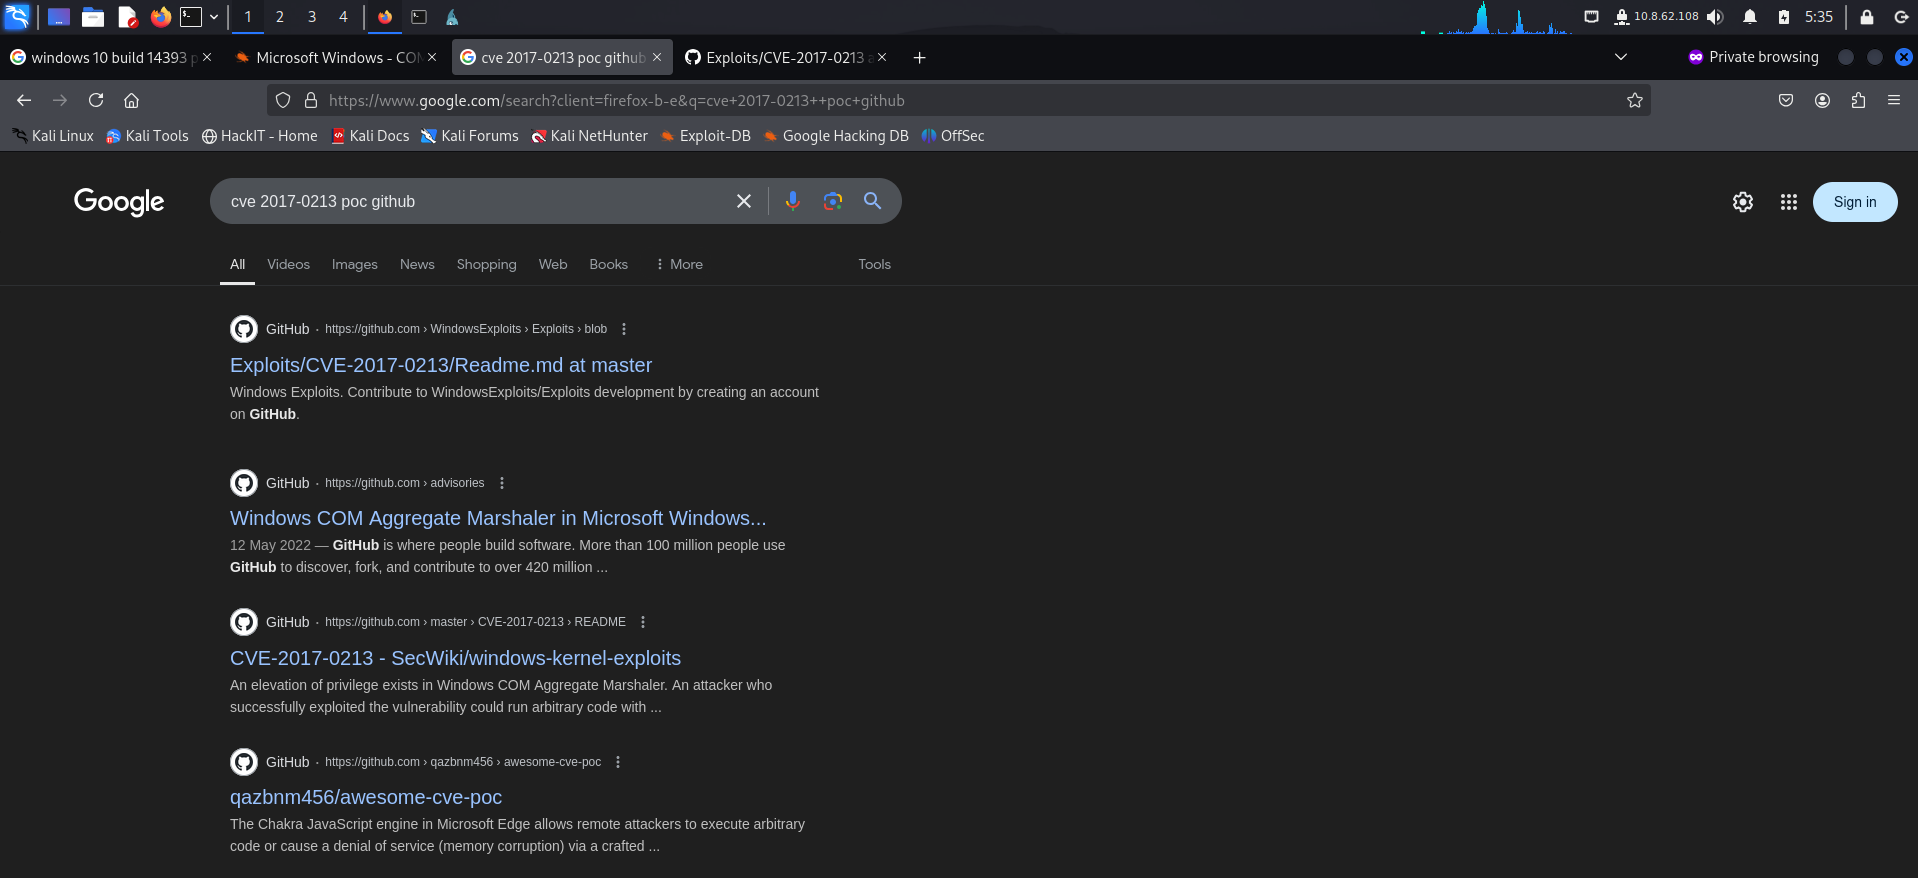 1 2 3 4 10.8.62.108 5:35
windows 10 build 14393 p Microsoft Windows - CO cve 2017-0213 poc github Exploits/CVE-2017-0213 a Private browsing
https://www.google.com/search?client=firefox-b-e&q=cve+2017-0213++poc+github
Kali Linux Kali Tools HackIT - Home Kali Docs Kali Forums Kali NetHunter Exploit-DB Google Hacking DB OffSec
Google cve 2017-0213 poc github Sign in
All Videos Images News Shopping Web Books More Tools
GitHub · https://github.com › WindowsExploits › Exploits › blob
Exploits/CVE-2017-0213/Readme.md at master
Windows Exploits. Contribute to WindowsExploits/Exploits development by creating an account
on GitHub.
GitHub · https://github.com › advisories
Windows COM Aggregate Marshaler in Microsoft Windows...
12 May 2022 — GitHub is where people build software. More than 100 million people use
GitHub to discover, fork, and contribute to over 420 million ...
GitHub · https://github.com › master › CVE-2017-0213 › README
CVE-2017-0213 - SecWiki/windows-kernel-exploits
An elevation of privilege exists in Windows COM Aggregate Marshaler. An attacker who
successfully exploited the vulnerability could run arbitrary code with ...
GitHub · https://github.com › qazbnm456 › awesome-cve-poc
qazbnm456/awesome-cve-poc
The Chakra JavaScript engine in Microsoft Edge allows remote attackers to execute arbitrary
code or cause a denial of service (memory corruption) via a crafted ...